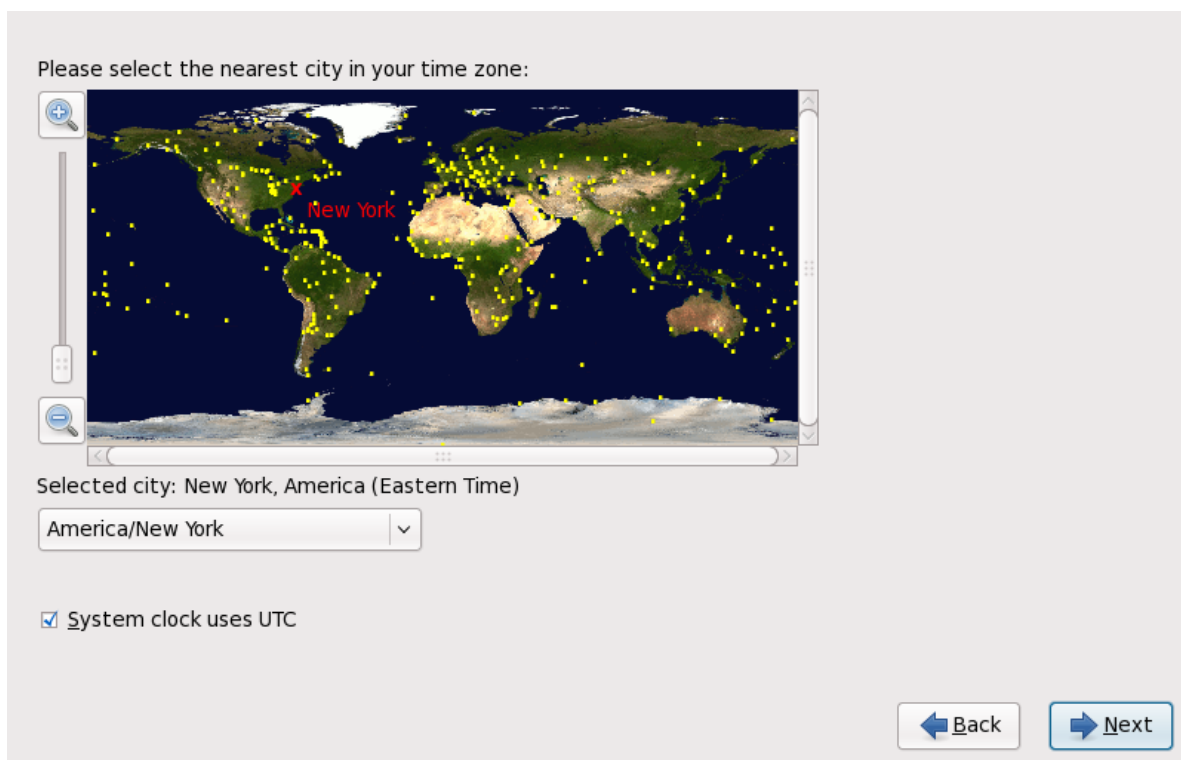 Please select the nearest city in your time zone:
New York
Selected city: New York, America (Eastern Time)
America/New York
System clock uses UTC
Back
Next